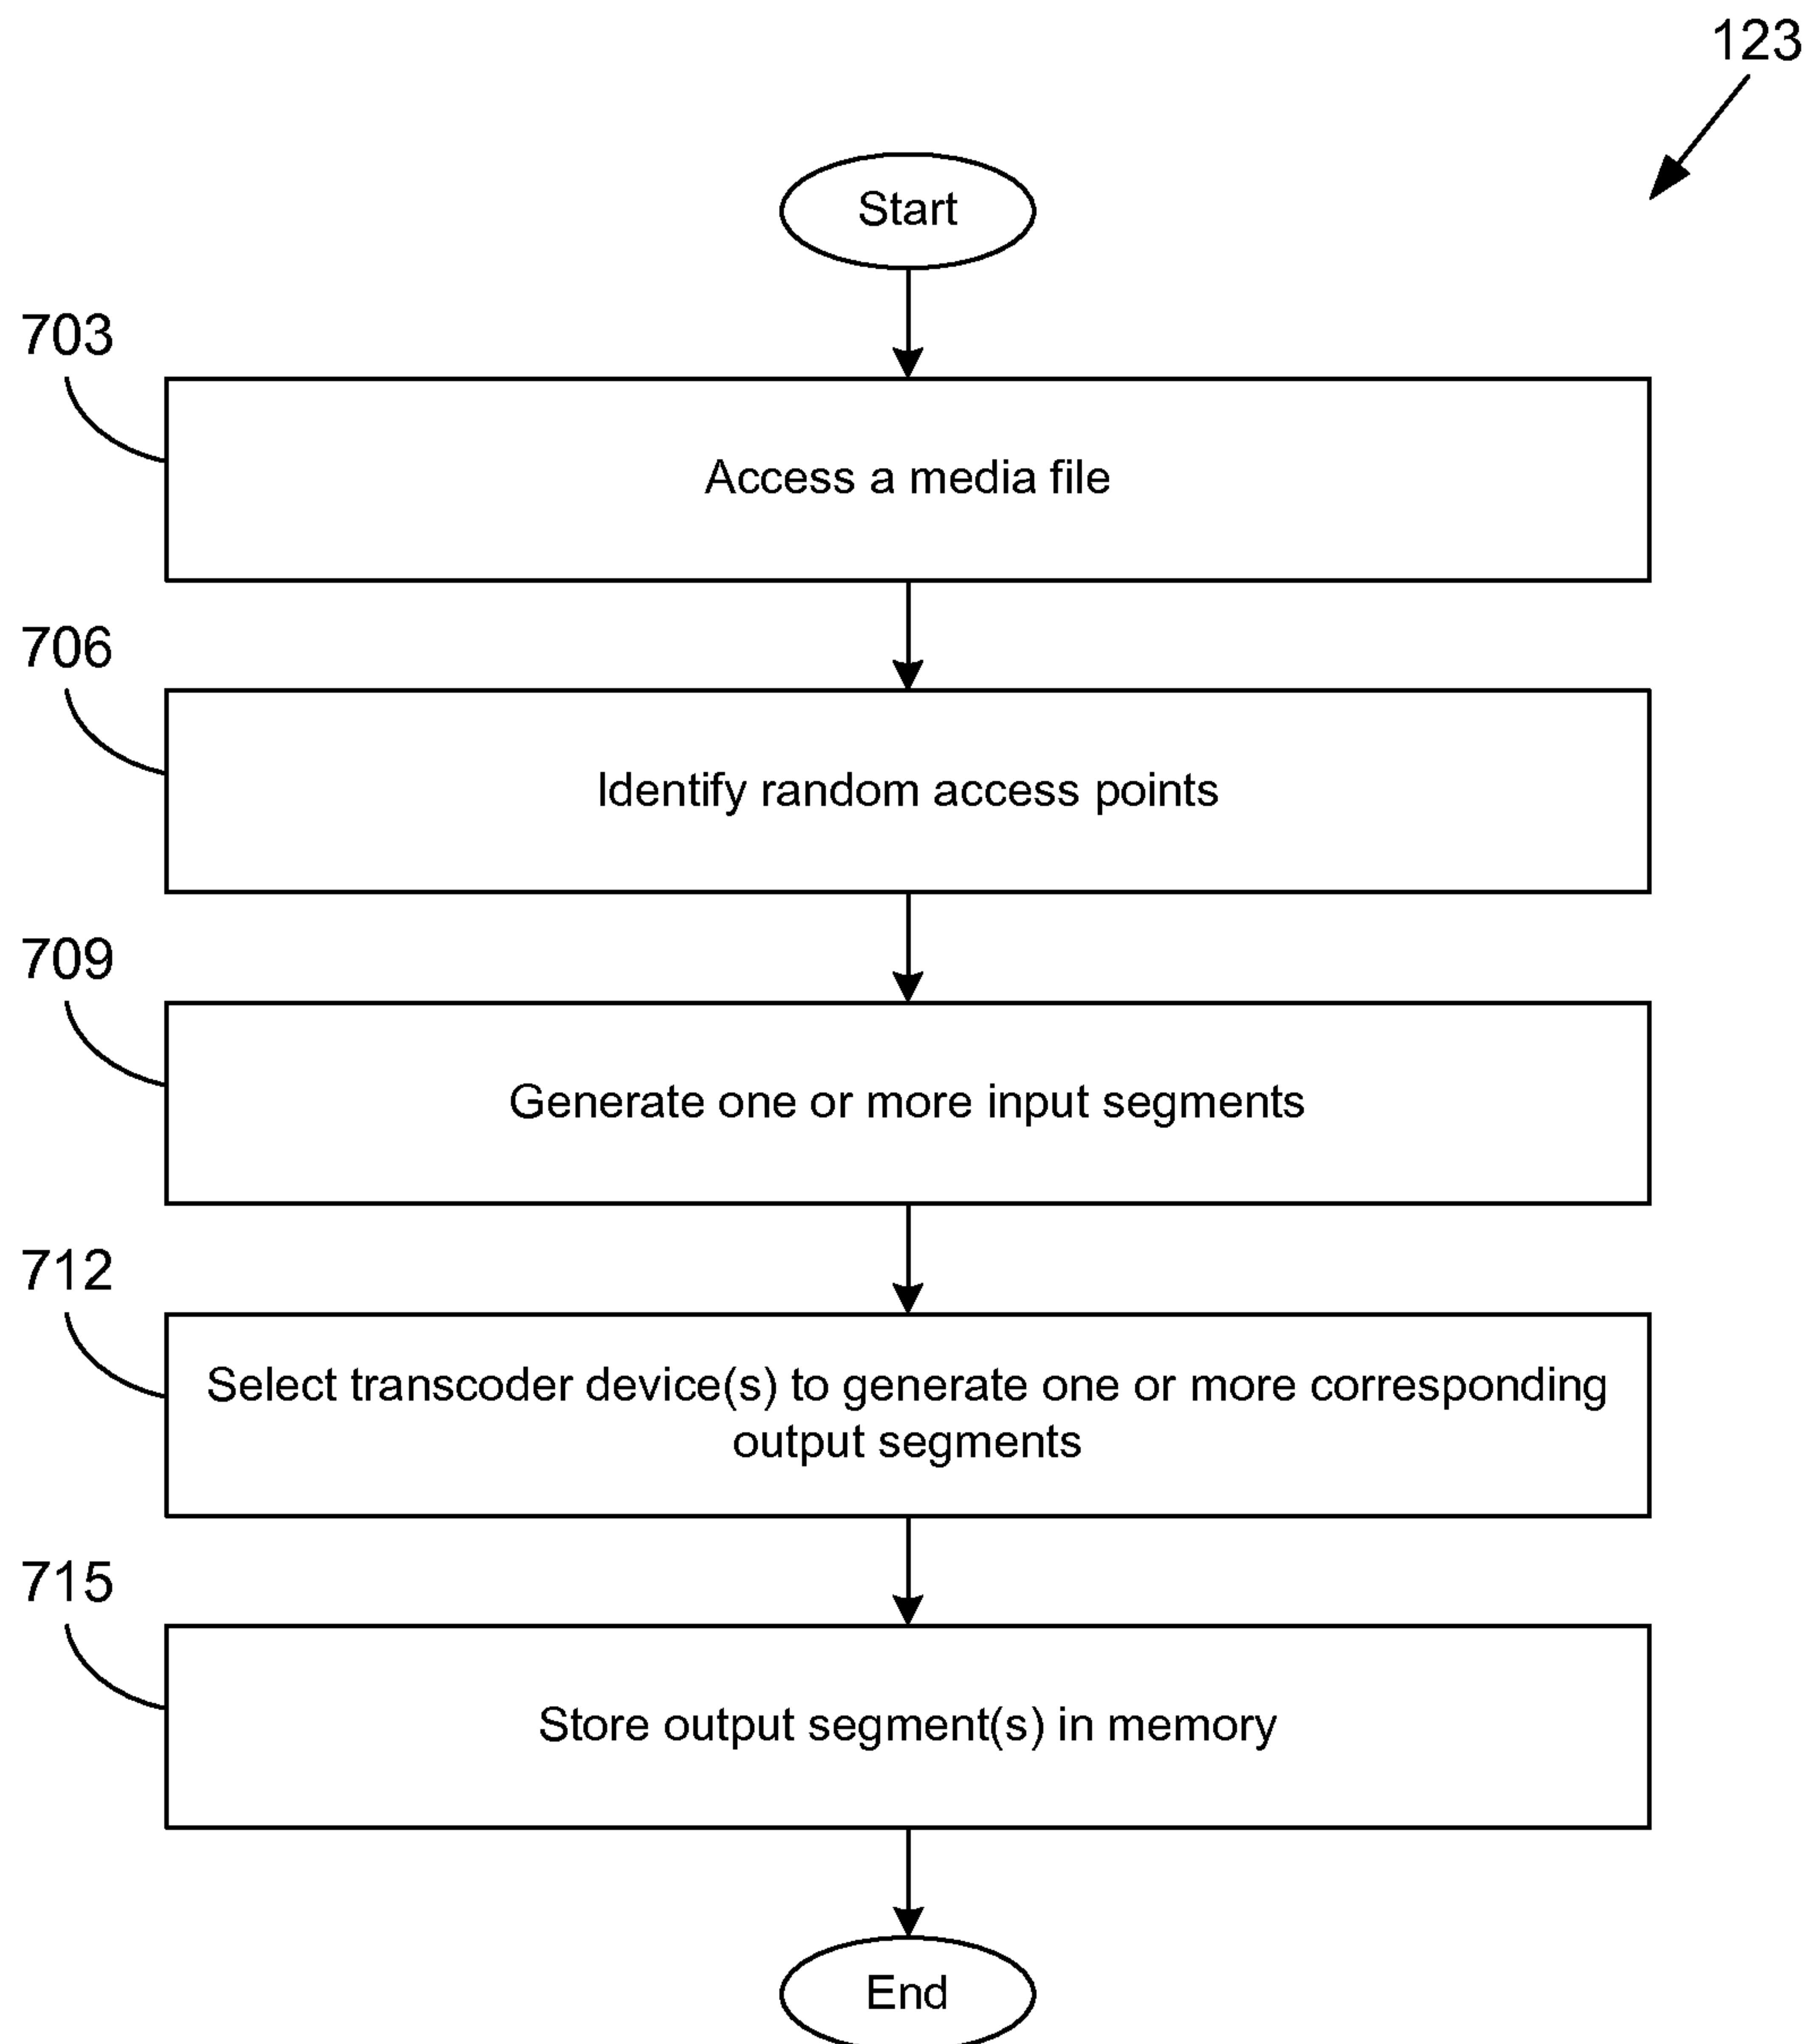 123
Start
703
Access a media file
706
Identify random access points
709
Generate one or more input segments
712
Select transcoder device(s) to generate one or more corresponding
output segments
715
Store output segment(s) in memory
End